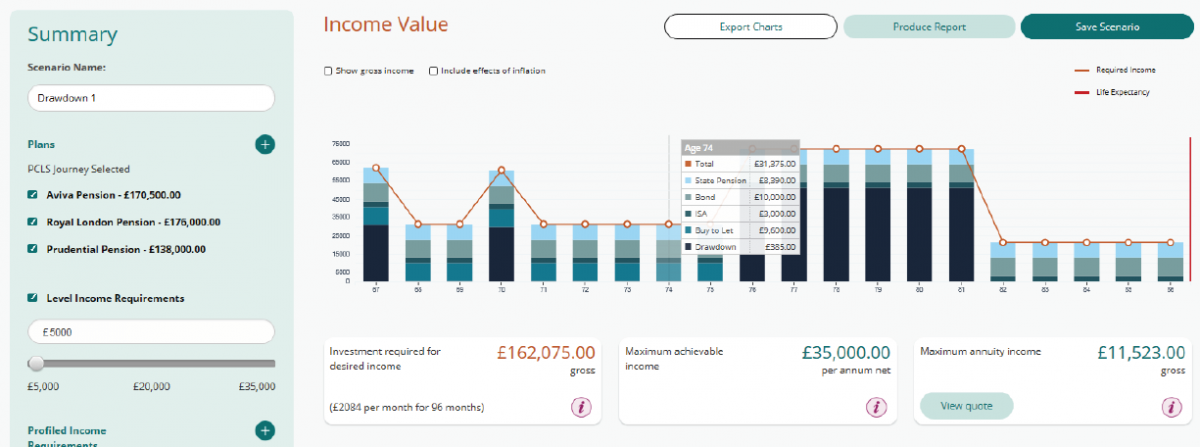 Summary
Scenario Name:
Drawdown 1
Plans
PCLS Journey Selected
Aviva Pension - £170,500.00
Royal London Pension - £176,000.00
Prudential Pension - £138,000.00
Level Income Requirements
£5000
£5,000 £20,000 £35,000
Profiled Income
Requirements
Income Value
Export Charts Produce Report Save Scenario
Show gross income Include effects of inflation
Required Income
Life Expectancy
75000
65000
55000
45000
35000
25000
15000
5000
0
67 68 69 70 71 72 73 74 75 76 77 78 79 80 81 82 83 84 85 86
Age 74
Total £31,375.00
State Pension £8,390.00
Bond £10,000.00
ISA £3,000.00
Buy to Let £9,600.00
Drawdown £385.00
Investment required for
desired income
£162,075.00
gross
(£2084 per month for 96 months)
i
Maximum achievable
income
£35,000.00
per annum net
i
Maximum annuity income
£11,523.00
gross
View quote
i